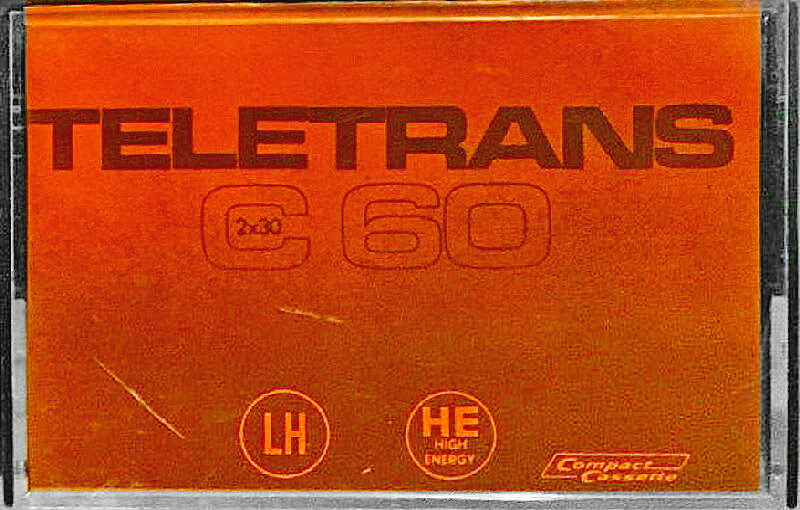 TELETRANS
C 60
2x30
LH
HE
HIGH
ENERGY
Compact
Cassette